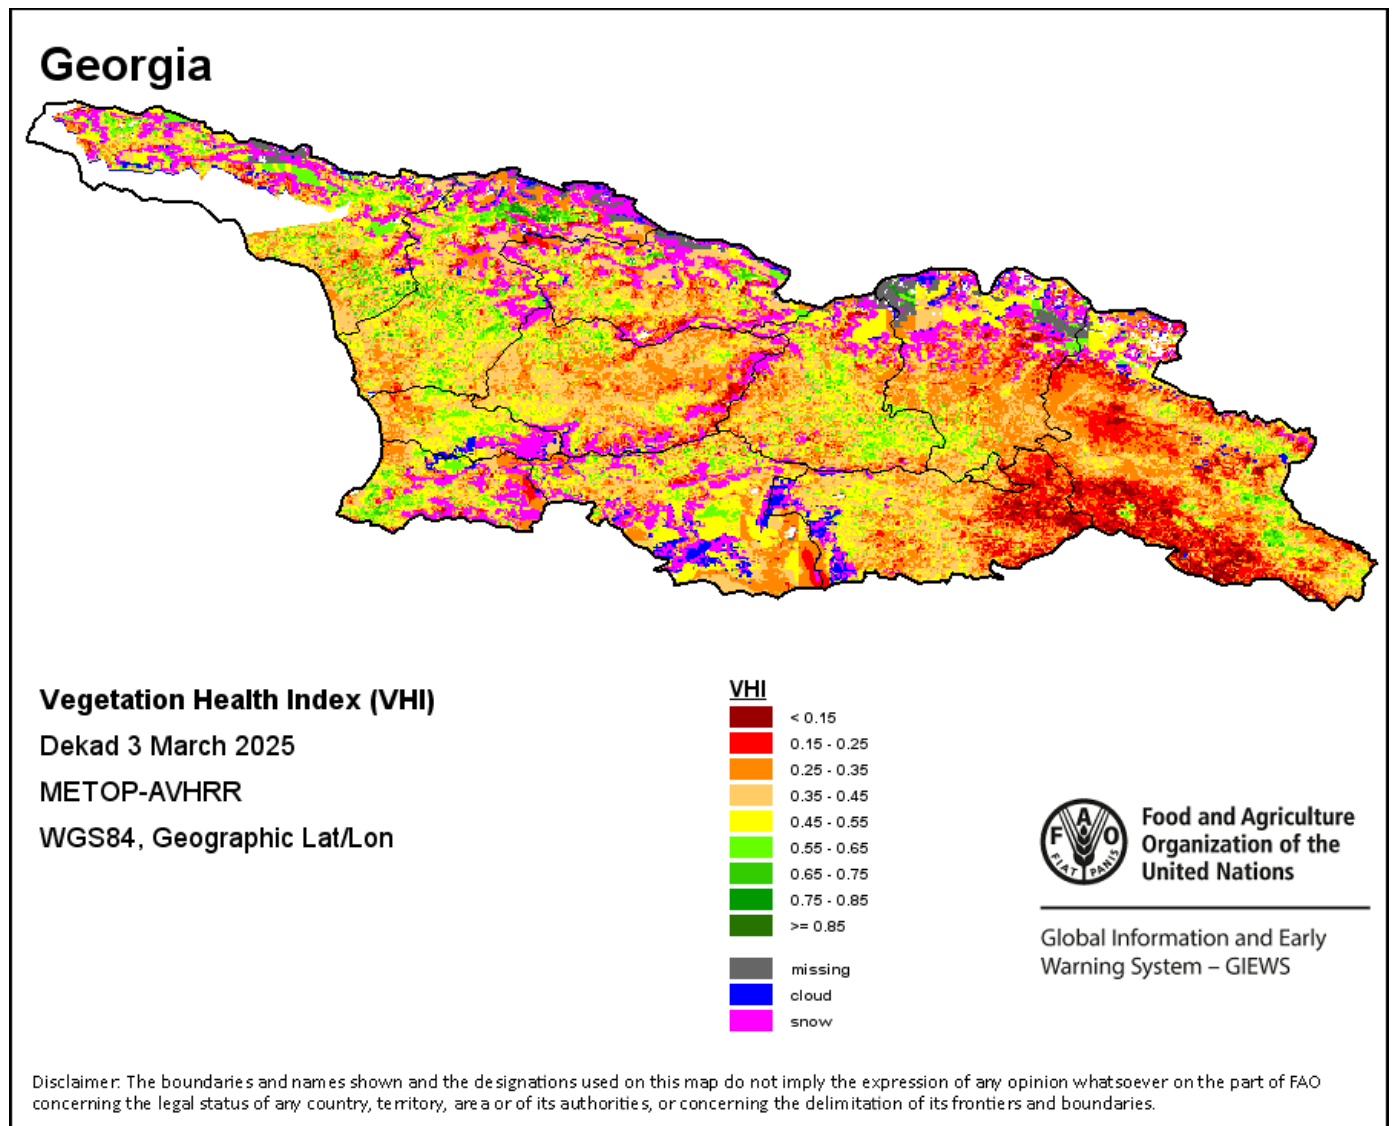 Georgia
Vegetation Health Index (VHI)
Dekad 3 March 2025
METOP-AVHRR
WGS84, Geographic Lat/Lon
VHI
< 0.15
0.15 - 0.25
0.25 - 0.35
0.35 - 0.45
0.45 - 0.55
0.55 - 0.65
0.65 - 0.75
0.75 - 0.85
>= 0.85
missing
cloud
snow
F A O
FIAT PANIS
Food and Agriculture
Organization of the
United Nations
Global Information and Early
Warning System – GIEWS
Disclaimer: The boundaries and names shown and the designations used on this map do not imply the expression of any opinion whatsoever on the part of FAO
concerning the legal status of any country, territory, area or of its authorities, or concerning the delimitation of its frontiers and boundaries.